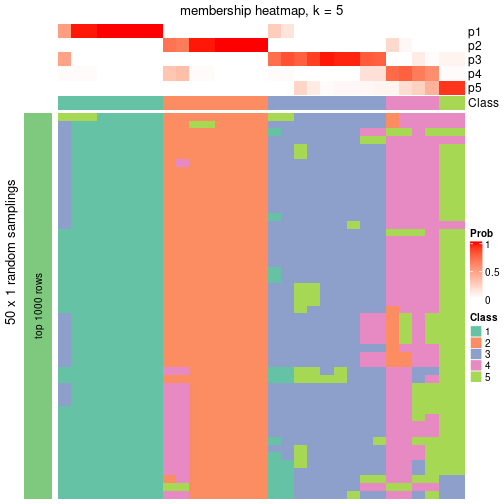 membership heatmap, k = 5
p1
p2
p3
p4
p5
Class
50 x 1 random samplings
top 1000 rows
Prob
1
0.5
0
Class
1
2
3
4
5